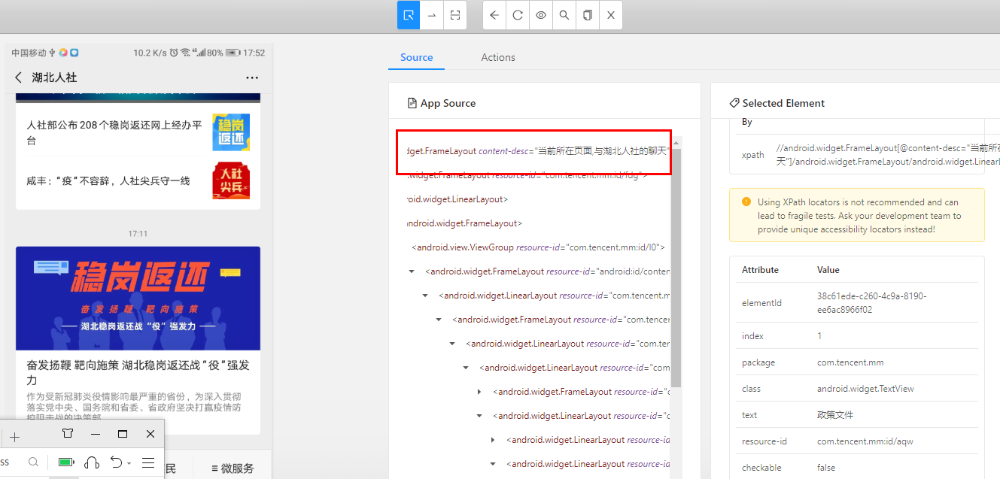 中国移动
10.2 K/s
4G
80%
17:52
湖北人社
人社部公布 208 个稳岗返还网上经办平
台
稳岗
返还
咸丰：“疫”不容辞，人社尖兵守一线
人社
尖兵
17:11
稳岗返还
奋发扬鞭 靶向施策
湖北稳岗返还战“役”强发力
奋发扬鞭 靶向施策 湖北稳岗返还战“役”强发
力
作为受新冠肺炎疫情影响最严重的省份，为深入贯彻
落实党中央、国务院和省委、省政府坚决打赢疫情防
控阻击战的决策部
ss
民
≡ 微服务
Source
Actions
App Source
dget.FrameLayout content-desc="当前所在页面,与湖北人社的聊天"
.widget.FrameLayout resource-id="com.tencent.mm:id/fdg">
roid.widget.LinearLayout>
android.widget.FrameLayout>
<android.view.ViewGroup resource-id="com.tencent.mm:id/l0">
<android.widget.FrameLayout resource-id="android:id/conten
<android.widget.LinearLayout resource-id="com.tencent.m
<android.widget.FrameLayout resource-id="com.tencer
<android.widget.LinearLayout resource-id="com.ter
<android.widget.LinearLayout resource-id="com
<android.widget.FrameLayout resource-id="c
<android.widget.LinearLayout resource-id="c
<android.widget.LinearLayout resource-id
<android.widget.LinearLayout resource-id
Selected Element
By
xpath
//android.widget.FrameLayout[@content-desc="当前所在
天"]/android.widget.FrameLayout/android.widget.LinearL
Using XPath locators is not recommended and can
lead to fragile tests. Ask your development team to
provide unique accessibility locators instead!
Attribute Value
elementId
38c61ede-c260-4c9a-8190-
ee6ac8966f02
index 1
package com.tencent.mm
class android.widget.TextView
text 政策文件
resource-id com.tencent.mm:id/aqw
checkable false